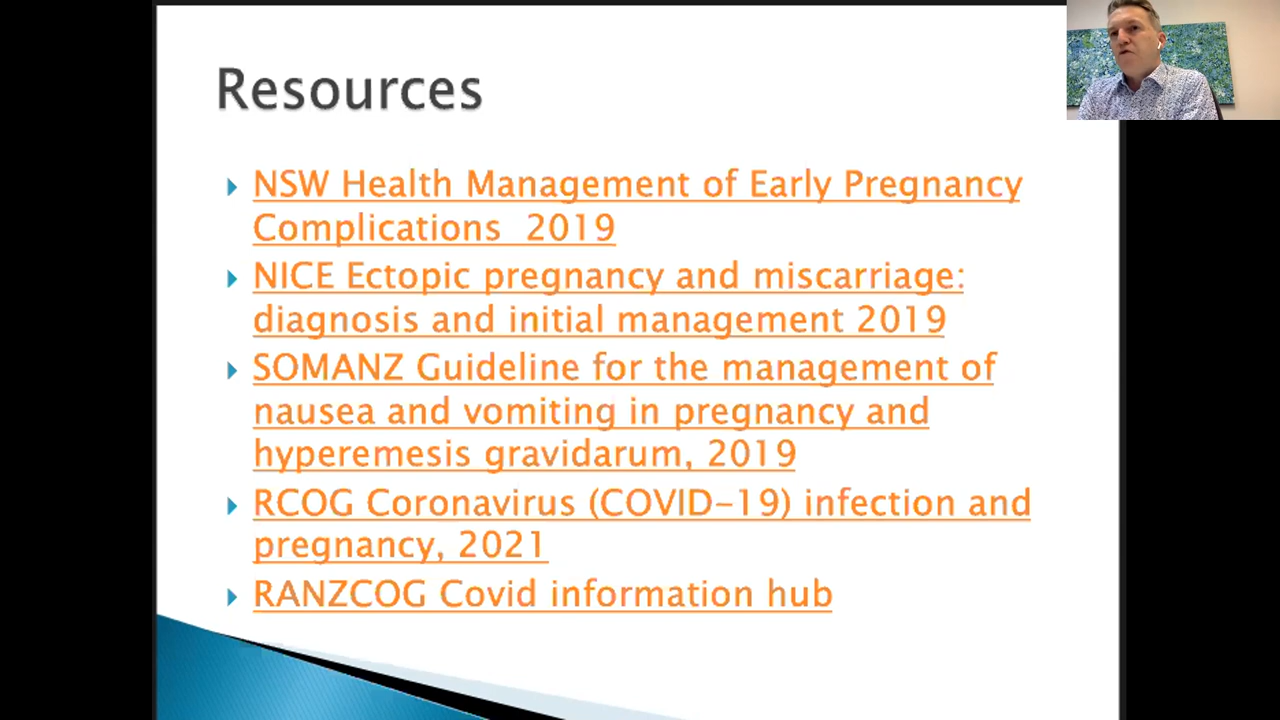 Resources
NSW Health Management of Early Pregnancy
Complications 2019
NICE Ectopic pregnancy and miscarriage:
diagnosis and initial management 2019
SOMANZ Guideline for the management of
nausea and vomiting in pregnancy and
hyperemesis gravidarum, 2019
RCOG Coronavirus (COVID-19) infection and
pregnancy, 2021
RANZCOG Covid information hub